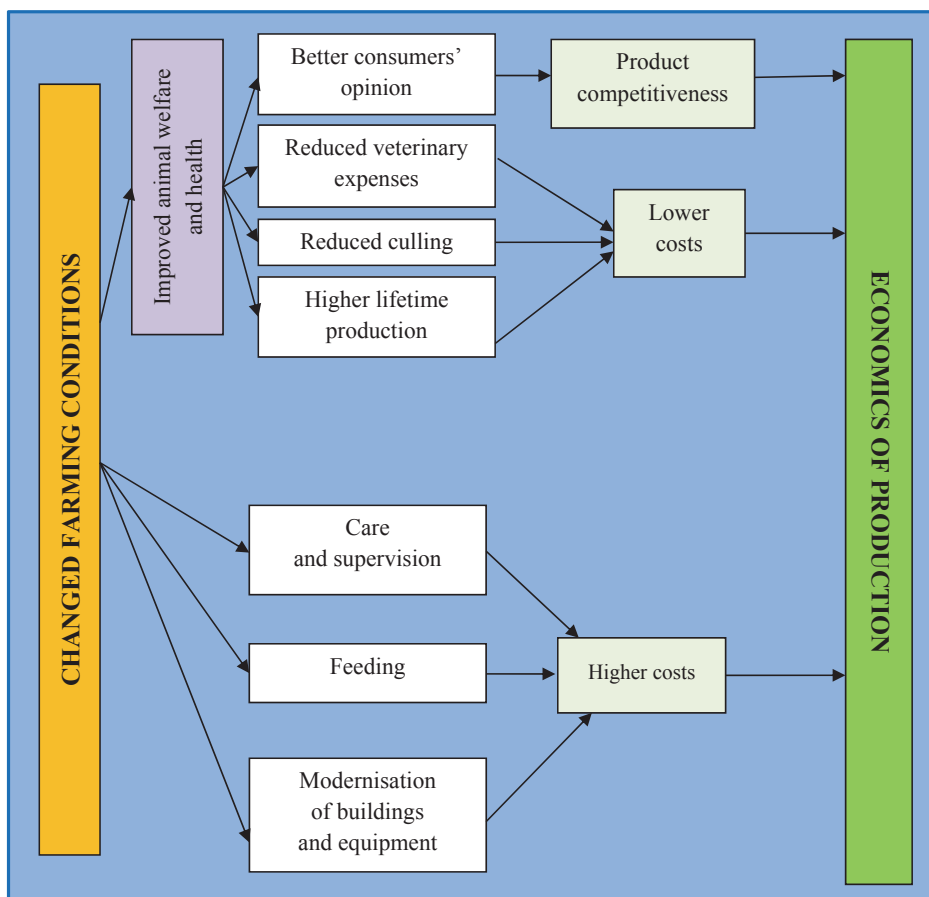 CHANGED FARMING CONDITIONS
Improved animal welfare
and health
Better consumers’
opinion
Reduced veterinary
expenses
Reduced culling
Higher lifetime
production
Product
competitiveness
Lower
costs
Care
and supervision
Feeding
Modernisation
of buildings
and equipment
Higher costs
ECONOMICS OF PRODUCTION